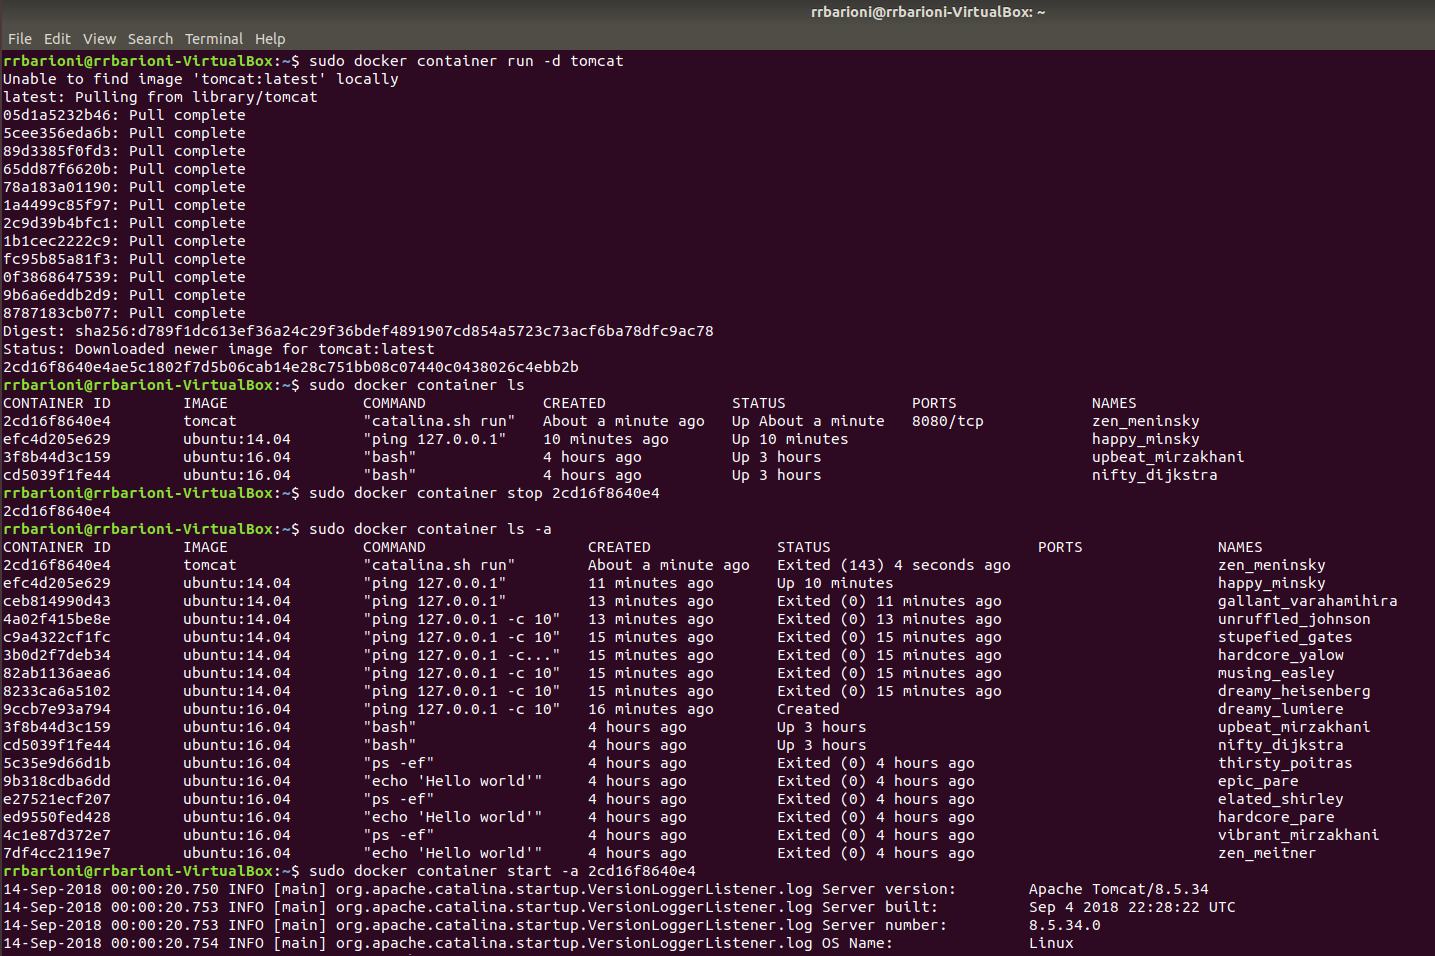 rrbarioni@rrbarioni-VirtualBox: ~
File Edit View Search Terminal Help
rrbarioni@rrbarioni-VirtualBox:~$ sudo docker container run -d tomcat
Unable to find image 'tomcat:latest' locally
latest: Pulling from library/tomcat
05d1a5232b46: Pull complete
5cee356eda6b: Pull complete
89d3385f0fd3: Pull complete
65dd87f6620b: Pull complete
78a183a01190: Pull complete
1a4499c85f97: Pull complete
2c9d39b4bfc1: Pull complete
1b1cec2222c9: Pull complete
fc95b85a81f3: Pull complete
0f3868647539: Pull complete
9b6a6eddb2d9: Pull complete
8787183cb077: Pull complete
Digest: sha256:d789f1dc613ef36a24c29f36bdef4891907cd854a5723c73acf6ba78dfc9ac78
Status: Downloaded newer image for tomcat:latest
2cd16f8640e4ae5c1802f7d5b06cab14e28c751bb08c07440c0438026c4ebb2b
rrbarioni@rrbarioni-VirtualBox:~$ sudo docker container ls
CONTAINER ID        IMAGE               COMMAND             CREATED              STATUS              PORTS               NAMES
2cd16f8640e4        tomcat              "catalina.sh run"   About a minute ago   Up About a minute   8080/tcp            zen_meninsky
efc4d205e629        ubuntu:14.04        "ping 127.0.0.1"    10 minutes ago       Up 10 minutes                           happy_minsky
3f8b44d3c159        ubuntu:16.04        "bash"              4 hours ago          Up 3 hours                              upbeat_mirzakhani
cd5039f1fe44        ubuntu:16.04        "bash"              4 hours ago          Up 3 hours                              nifty_dijkstra
rrbarioni@rrbarioni-VirtualBox:~$ sudo docker container stop 2cd16f8640e4
2cd16f8640e4
rrbarioni@rrbarioni-VirtualBox:~$ sudo docker container ls -a
CONTAINER ID        IMAGE               COMMAND                  CREATED              STATUS                       PORTS               NAMES
2cd16f8640e4        tomcat              "catalina.sh run"        About a minute ago   Exited (143) 4 seconds ago                       zen_meninsky
efc4d205e629        ubuntu:14.04        "ping 127.0.0.1"         11 minutes ago       Up 10 minutes                                    happy_minsky
ceb814990d43        ubuntu:14.04        "ping 127.0.0.1"         13 minutes ago       Exited (0) 11 minutes ago                        gallant_varahamihira
4a02f415be8e        ubuntu:14.04        "ping 127.0.0.1 -c 10"   13 minutes ago       Exited (0) 13 minutes ago                        unruffled_johnson
c9a4322cf1fc        ubuntu:14.04        "ping 127.0.0.1 -c 10"   15 minutes ago       Exited (0) 15 minutes ago                        stupefied_gates
3b0d2f7deb34        ubuntu:14.04        "ping 127.0.0.1 -c..."   15 minutes ago       Exited (0) 15 minutes ago                        hardcore_yalow
82ab1136aea6        ubuntu:14.04        "ping 127.0.0.1 -c 10"   15 minutes ago       Exited (0) 15 minutes ago                        musing_easley
8233ca6a5102        ubuntu:14.04        "ping 127.0.0.1 -c 10"   15 minutes ago       Exited (0) 15 minutes ago                        dreamy_heisenberg
9ccb7e93a794        ubuntu:16.04        "ping 127.0.0.1 -c 10"   16 minutes ago       Created                                          dreamy_lumiere
3f8b44d3c159        ubuntu:16.04        "bash"                   4 hours ago          Up 3 hours                                       upbeat_mirzakhani
cd5039f1fe44        ubuntu:16.04        "bash"                   4 hours ago          Up 3 hours                                       nifty_dijkstra
5c35e9d66d1b        ubuntu:16.04        "ps -ef"                 4 hours ago          Exited (0) 4 hours ago                           thirsty_poitras
9b318cdba6dd        ubuntu:16.04        "echo 'Hello world'"     4 hours ago          Exited (0) 4 hours ago                           epic_pare
e27521ecf207        ubuntu:16.04        "ps -ef"                 4 hours ago          Exited (0) 4 hours ago                           elated_shirley
ed9550fed428        ubuntu:16.04        "echo 'Hello world'"     4 hours ago          Exited (0) 4 hours ago                           hardcore_pare
4c1e87d372e7        ubuntu:16.04        "ps -ef"                 4 hours ago          Exited (0) 4 hours ago                           vibrant_mirzakhani
7df4cc2119e7        ubuntu:16.04        "echo 'Hello world'"     4 hours ago          Exited (0) 4 hours ago                           zen_meitner
rrbarioni@rrbarioni-VirtualBox:~$ sudo docker container start -a 2cd16f8640e4
14-Sep-2018 00:00:20.750 INFO [main] org.apache.catalina.startup.VersionLoggerListener.log Server version:        Apache Tomcat/8.5.34
14-Sep-2018 00:00:20.753 INFO [main] org.apache.catalina.startup.VersionLoggerListener.log Server built:          Sep 4 2018 22:28:22 UTC
14-Sep-2018 00:00:20.753 INFO [main] org.apache.catalina.startup.VersionLoggerListener.log Server number:         8.5.34.0
14-Sep-2018 00:00:20.754 INFO [main] org.apache.catalina.startup.VersionLoggerListener.log OS Name:               Linux